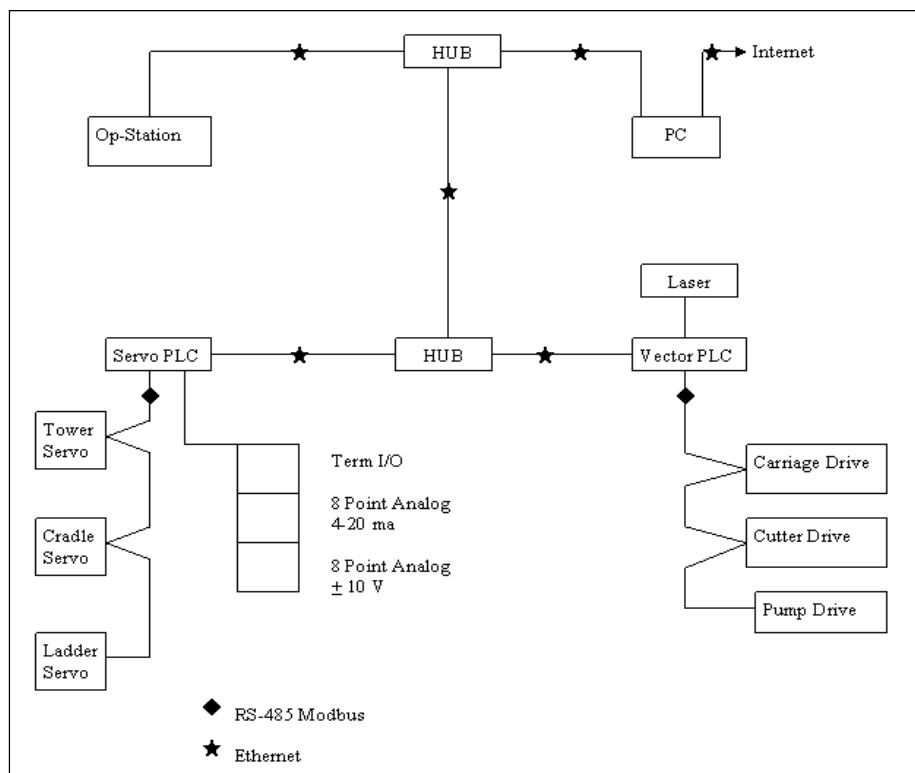 HUB
Internet
Op-Station
PC
Laser
Servo PLC
HUB
Vector PLC
Tower
Servo
Term I/O
Carriage Drive
8 Point Analog
4-20 ma
Cradle
Servo
Cutter Drive
8 Point Analog
± 10 V
Pump Drive
Ladder
Servo
RS-485 Modbus
Ethernet